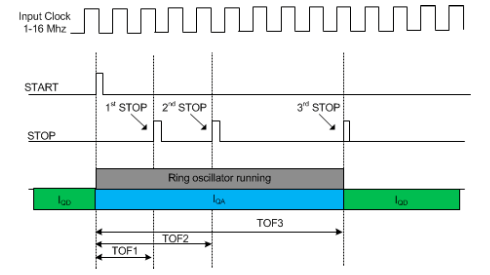 Input Clock
1-16 Mhz
START
1st STOP 2nd STOP 3rd STOP
STOP
Ring oscillator running
IQD IQA IQD
TOF3
TOF2
TOF1